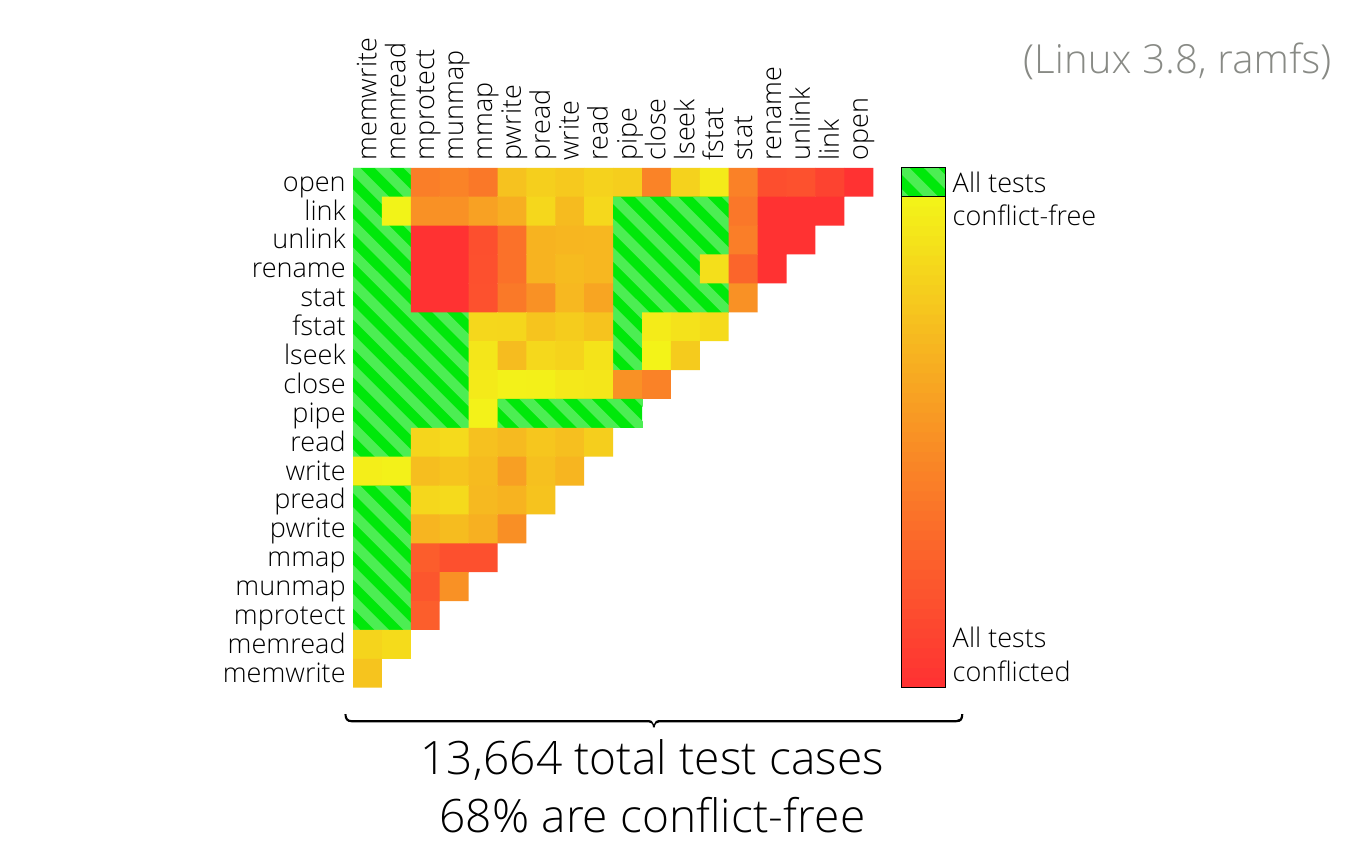 (Linux 3.8, ramfs)
memwrite
memread
mprotect
munmap
mmap
pwrite
pread
write
read
pipe
close
lseek
fstat
stat
rename
unlink
link
open
open
link
unlink
rename
stat
fstat
lseek
close
pipe
read
write
pread
pwrite
mmap
munmap
mprotect
memread
memwrite
All tests
conflict-free
All tests
conflicted
13,664 total test cases
68% are conflict-free